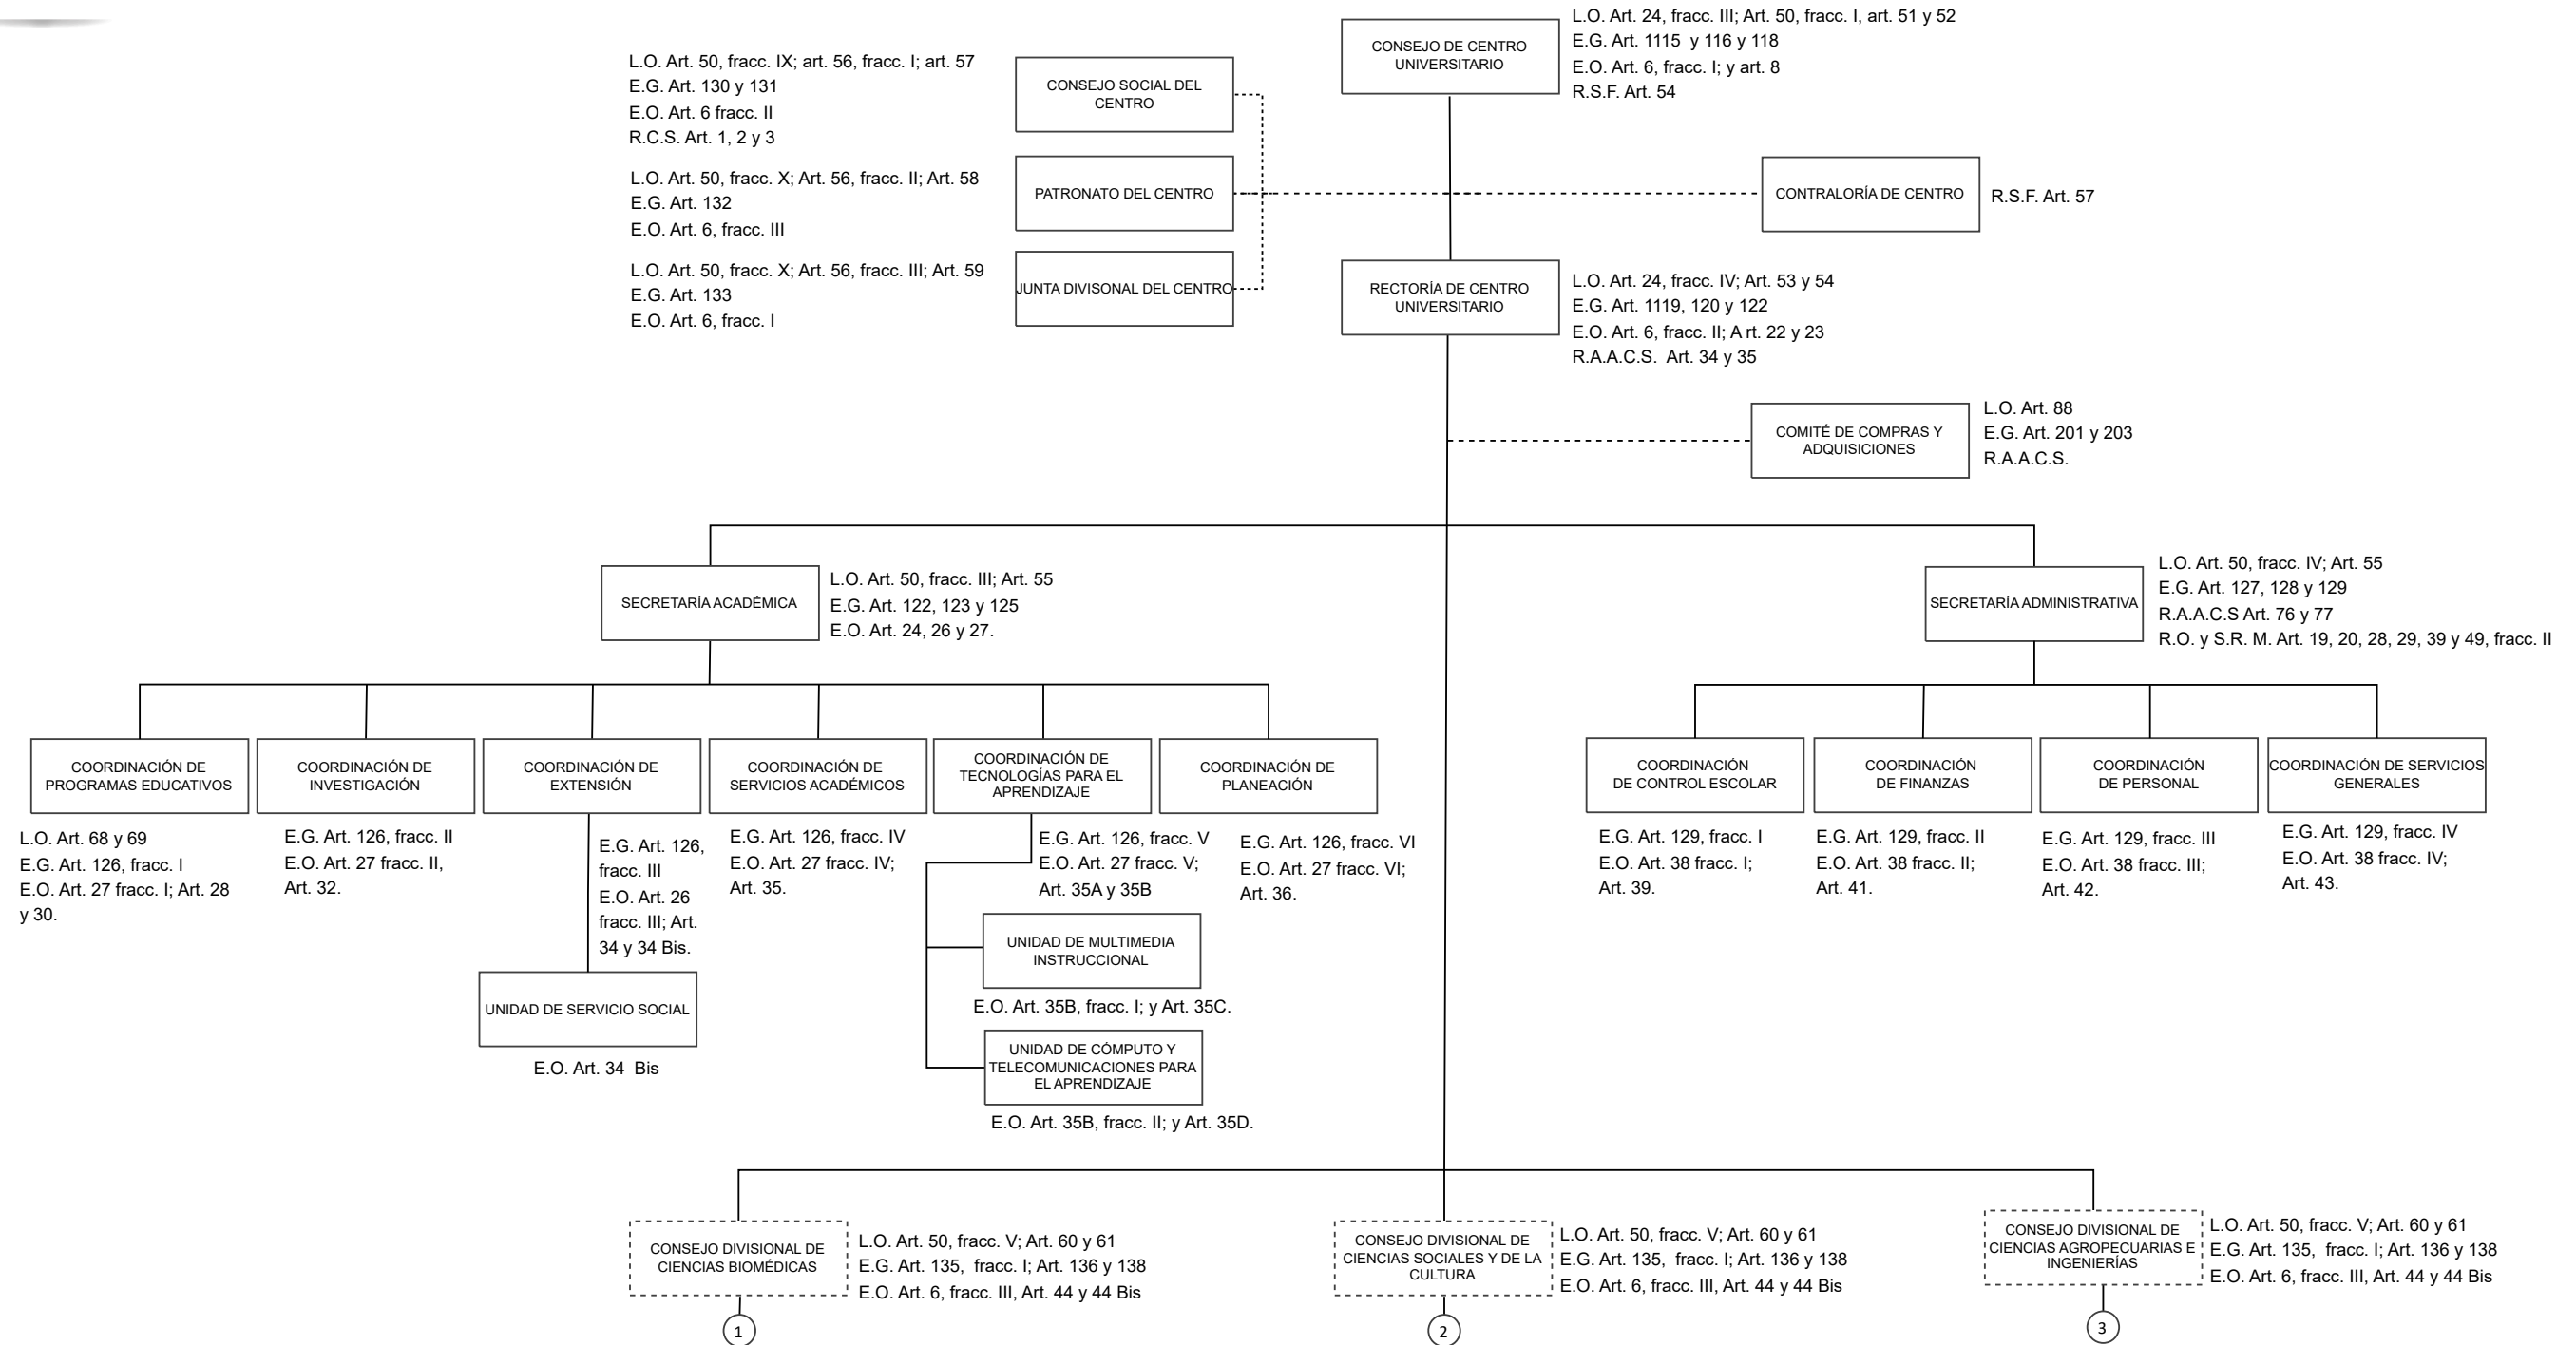 CONSEJO DE CENTRO
UNIVERSITARIO
L.O. Art. 24, fracc. III; Art. 50, fracc. I, art. 51 y 52
E.G. Art. 1115 y 116 y 118
E.O. Art. 6, fracc. I; y art. 8
R.S.F. Art. 54
L.O. Art. 50, fracc. IX; art. 56, fracc. I; art. 57
E.G. Art. 130 y 131
E.O. Art. 6 fracc. II
R.C.S. Art. 1, 2 y 3
CONSEJO SOCIAL DEL
CENTRO
L.O. Art. 50, fracc. X; Art. 56, fracc. II; Art. 58
E.G. Art. 132
E.O. Art. 6, fracc. III
PATRONATO DEL CENTRO
CONTRALORÍA DE CENTRO
R.S.F. Art. 57
L.O. Art. 50, fracc. X; Art. 56, fracc. III; Art. 59
E.G. Art. 133
E.O. Art. 6, fracc. I
JUNTA DIVISONAL DEL CENTRO
RECTORÍA DE CENTRO
UNIVERSITARIO
L.O. Art. 24, fracc. IV; Art. 53 y 54
E.G. Art. 1119, 120 y 122
E.O. Art. 6, fracc. II; A rt. 22 y 23
R.A.A.C.S. Art. 34 y 35
COMITÉ DE COMPRAS Y
ADQUISICIONES
L.O. Art. 88
E.G. Art. 201 y 203
R.A.A.C.S.
SECRETARÍA ACADÉMICA
L.O. Art. 50, fracc. III; Art. 55
E.G. Art. 122, 123 y 125
E.O. Art. 24, 26 y 27.
SECRETARÍA ADMINISTRATIVA
L.O. Art. 50, fracc. IV; Art. 55
E.G. Art. 127, 128 y 129
R.A.A.C.S Art. 76 y 77
R.O. y S.R. M. Art. 19, 20, 28, 29, 39 y 49, fracc. II
COORDINACIÓN DE
PROGRAMAS EDUCATIVOS
L.O. Art. 68 y 69
E.G. Art. 126, fracc. I
E.O. Art. 27 fracc. I; Art. 28
y 30.
COORDINACIÓN DE
INVESTIGACIÓN
E.G. Art. 126, fracc. II
E.O. Art. 27 fracc. II,
Art. 32.
COORDINACIÓN DE
EXTENSIÓN
E.G. Art. 126,
fracc. III
E.O. Art. 26
fracc. III; Art.
34 y 34 Bis.
UNIDAD DE SERVICIO SOCIAL
E.O. Art. 34 Bis
COORDINACIÓN DE
SERVICIOS ACADÉMICOS
E.G. Art. 126, fracc. IV
E.O. Art. 27 fracc. IV;
Art. 35.
COORDINACIÓN DE
TECNOLOGÍAS PARA EL
APRENDIZAJE
E.G. Art. 126, fracc. V
E.O. Art. 27 fracc. V;
Art. 35A y 35B
UNIDAD DE MULTIMEDIA
INSTRUCCIONAL
E.O. Art. 35B, fracc. I; y Art. 35C.
UNIDAD DE CÓMPUTO Y
TELECOMUNICACIONES PARA
EL APRENDIZAJE
E.O. Art. 35B, fracc. II; y Art. 35D.
COORDINACIÓN DE
PLANEACIÓN
E.G. Art. 126, fracc. VI
E.O. Art. 27 fracc. VI;
Art. 36.
COORDINACIÓN
DE CONTROL ESCOLAR
E.G. Art. 129, fracc. I
E.O. Art. 38 fracc. I;
Art. 39.
COORDINACIÓN
DE FINANZAS
E.G. Art. 129, fracc. II
E.O. Art. 38 fracc. II;
Art. 41.
COORDINACIÓN
DE PERSONAL
E.G. Art. 129, fracc. III
E.O. Art. 38 fracc. III;
Art. 42.
COORDINACIÓN DE SERVICIOS
GENERALES
E.G. Art. 129, fracc. IV
E.O. Art. 38 fracc. IV;
Art. 43.
CONSEJO DIVISIONAL DE
CIENCIAS BIOMÉDICAS
L.O. Art. 50, fracc. V; Art. 60 y 61
E.G. Art. 135, fracc. I; Art. 136 y 138
E.O. Art. 6, fracc. III, Art. 44 y 44 Bis
1
CONSEJO DIVISIONAL DE
CIENCIAS SOCIALES Y DE LA
CULTURA
L.O. Art. 50, fracc. V; Art. 60 y 61
E.G. Art. 135, fracc. I; Art. 136 y 138
E.O. Art. 6, fracc. III, Art. 44 y 44 Bis
2
CONSEJO DIVISIONAL DE
CIENCIAS AGROPECUARIAS E
INGENIERÍAS
L.O. Art. 50, fracc. V; Art. 60 y 61
E.G. Art. 135, fracc. I; Art. 136 y 138
E.O. Art. 6, fracc. III, Art. 44 y 44 Bis
3